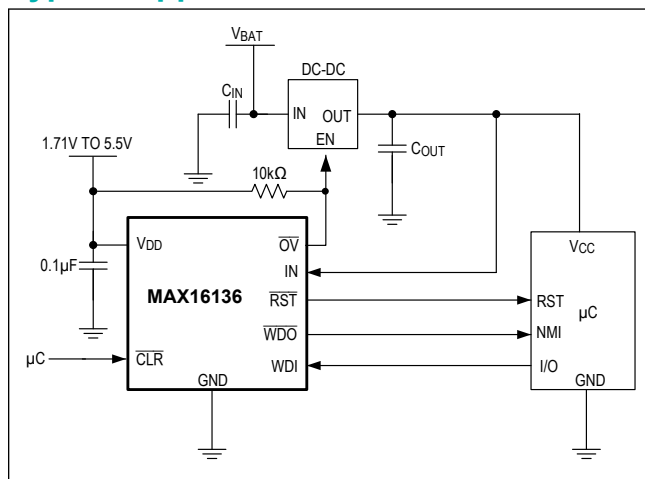 VBAT
DC-DC
CIN
IN
OUT
EN
1.71V TO 5.5V
COUT
10kΩ
VDD
OV
VCC
0.1µF
IN
MAX16136
RST
RST
µC
WDO
NMI
µC
CLR
WDI
I/O
GND
GND